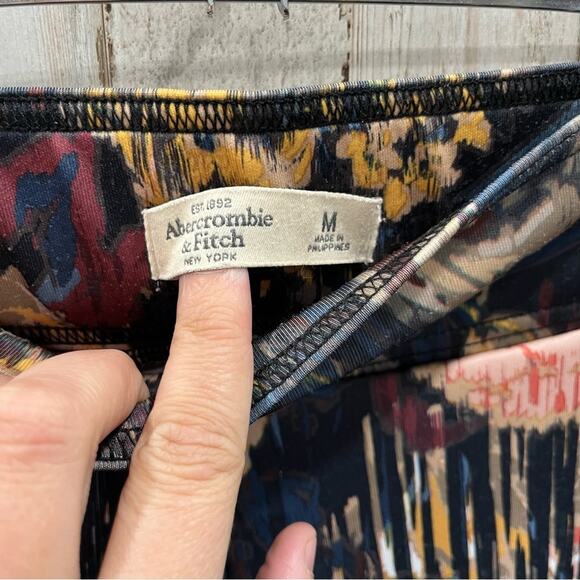 EST. 1892
Abercrombie
& Fitch
NEW YORK
M
MADE IN
PHILIPPINES